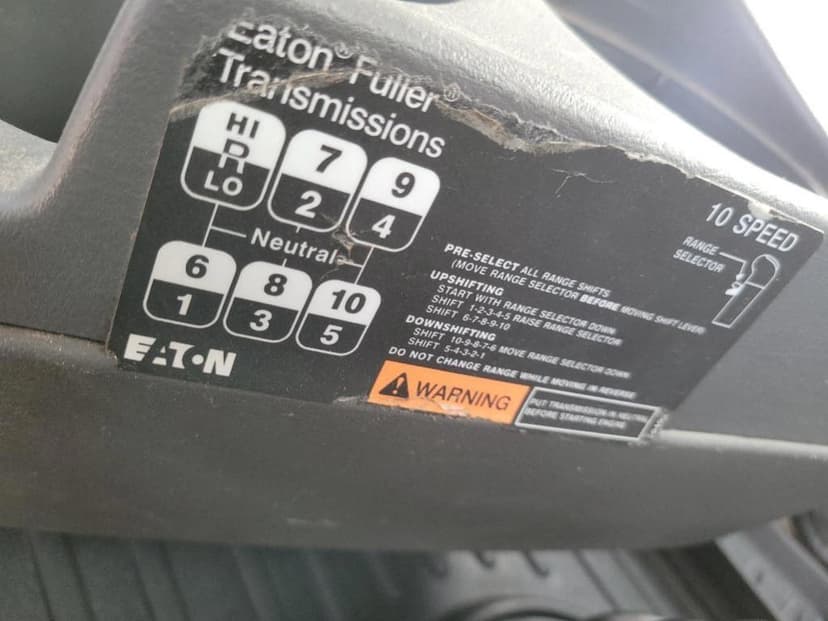 Eaton® Fuller®
Transmissions
HI
R
LO
7
2
9
4
Neutral
6
1
8
3
10
5
EATON
10 SPEED
RANGE
SELECTOR
PRE-SELECT ALL RANGE SHIFTS
(MOVE RANGE SELECTOR BEFORE MOVING SHIFT LEVER)
UPSHIFTING
START WITH RANGE SELECTOR DOWN
SHIFT 1-2-3-4-5 RAISE RANGE SELECTOR
SHIFT 6-7-8-9-10
DOWNSHIFTING
SHIFT 10-9-8-7-6 MOVE RANGE SELECTOR DOWN
SHIFT 5-4-3-2-1
DO NOT CHANGE RANGE WHILE MOVING IN REVERSE
WARNING
PUT TRANSMISSION IN NEUTRAL
BEFORE STARTING ENGINE